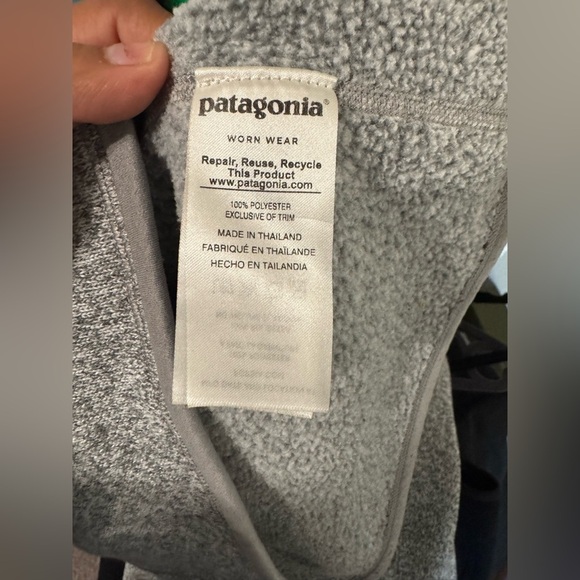 patagonia®
WORN WEAR
Repair, Reuse, Recycle
This Product
www.patagonia.com
100% POLYESTER
EXCLUSIVE OF TRIM
MADE IN THAILAND
FABRIQUÉ EN THAÏLANDE
HECHO EN TAILANDIA